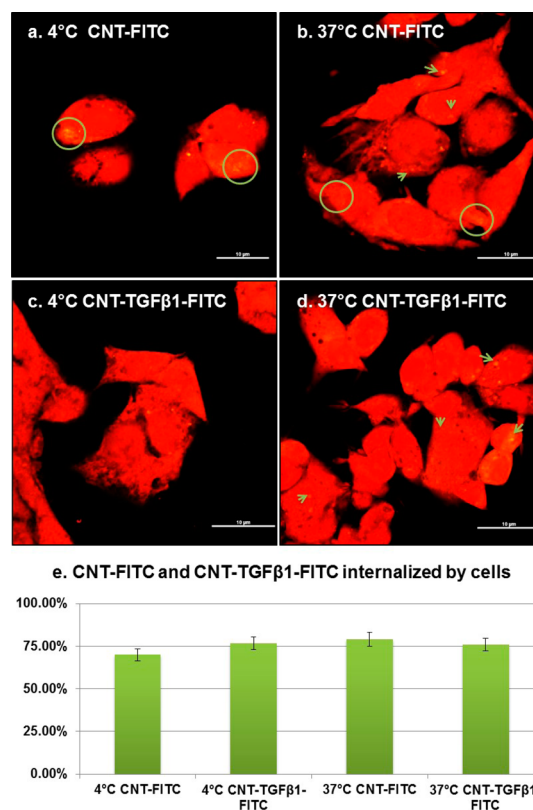 a. 4°C CNT-FITC
b. 37°C CNT-FITC
10 µm
10 µm
c. 4°C CNT-TGFβ1-FITC
d. 37°C CNT-TGFβ1-FITC
10 µm
10 µm
e. CNT-FITC and CNT-TGFβ1-FITC internalized by cells
100.00%
75.00%
50.00%
25.00%
0.00%
4°C CNT-FITC
4°C CNT-TGFβ1-
FITC
37°C CNT-FITC
37°C CNT-TGFβ1
FITC